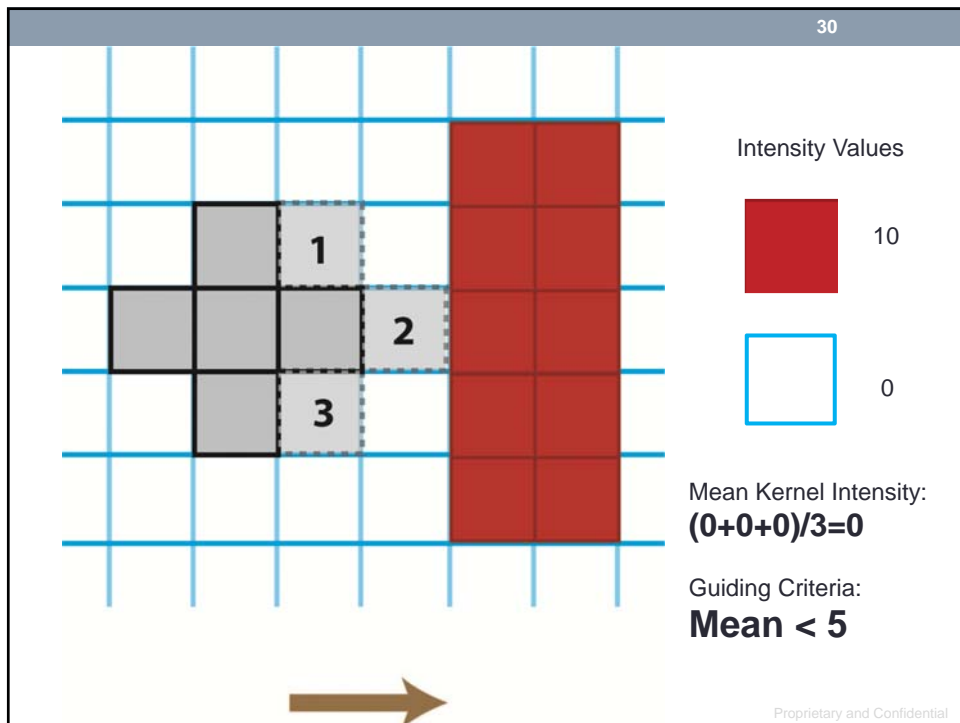 30
Intensity Values
10
0
1
2
3
Mean Kernel Intensity:
(0+0+0)/3=0
Guiding Criteria:
Mean < 5
Proprietary and Confidential